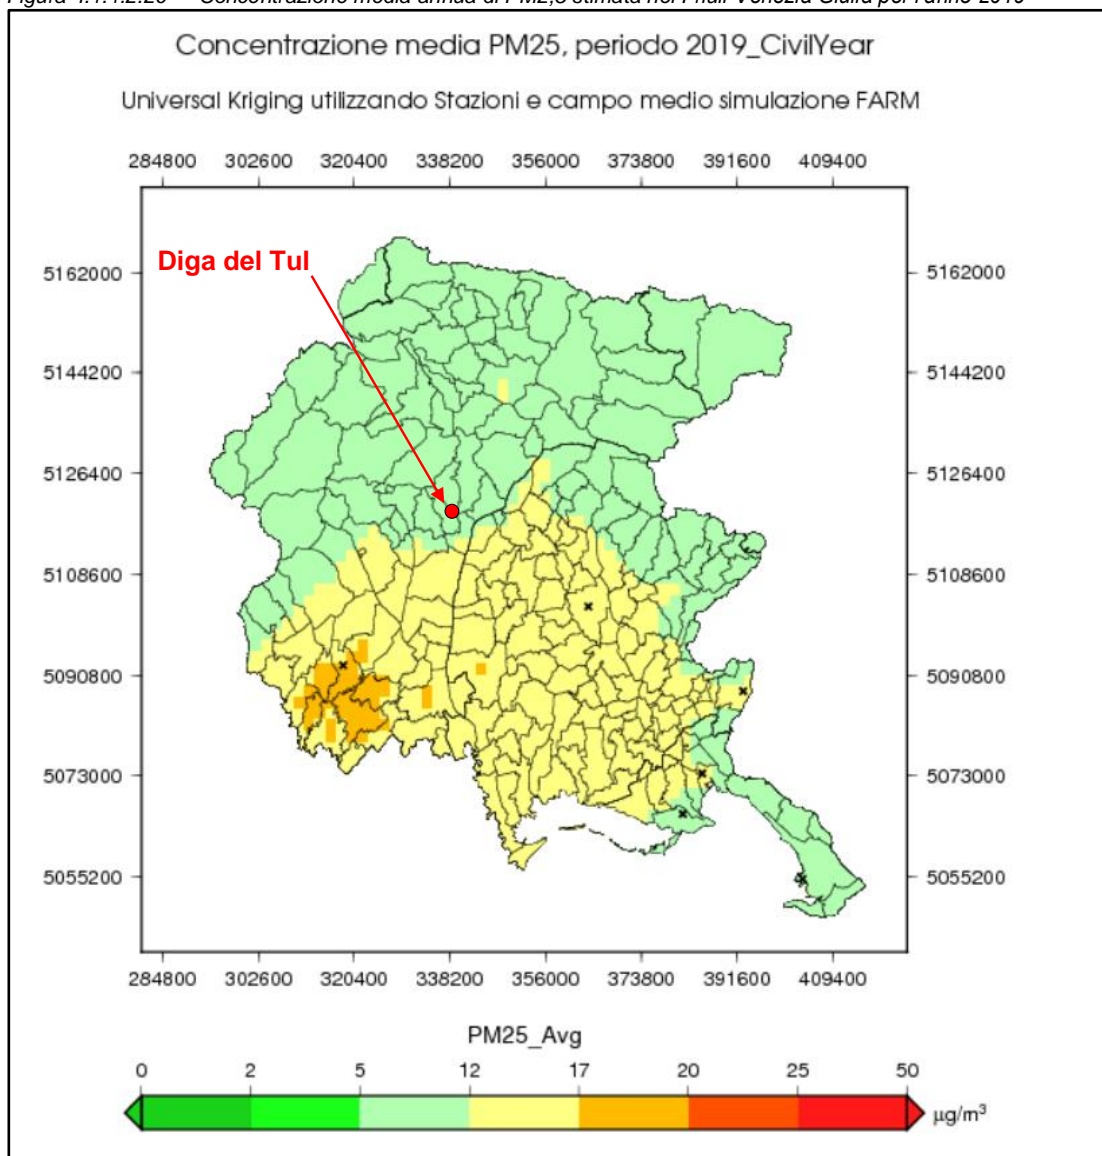 Concentrazione media PM25, periodo 2019_CivilYear
Universal Kriging utilizzando Stazioni e campo medio simulazione FARM
284800 302600 320400 338200 356000 373800 391600 409400
Diga del Tul
5162000 5162000
5144200 5144200
5126400 5126400
5108600 5108600
5090800 5090800
5073000 5073000
5055200 5055200
284800 302600 320400 338200 356000 373800 391600 409400
PM25_Avg
0 2 5 12 17 20 25 50
µg/m³